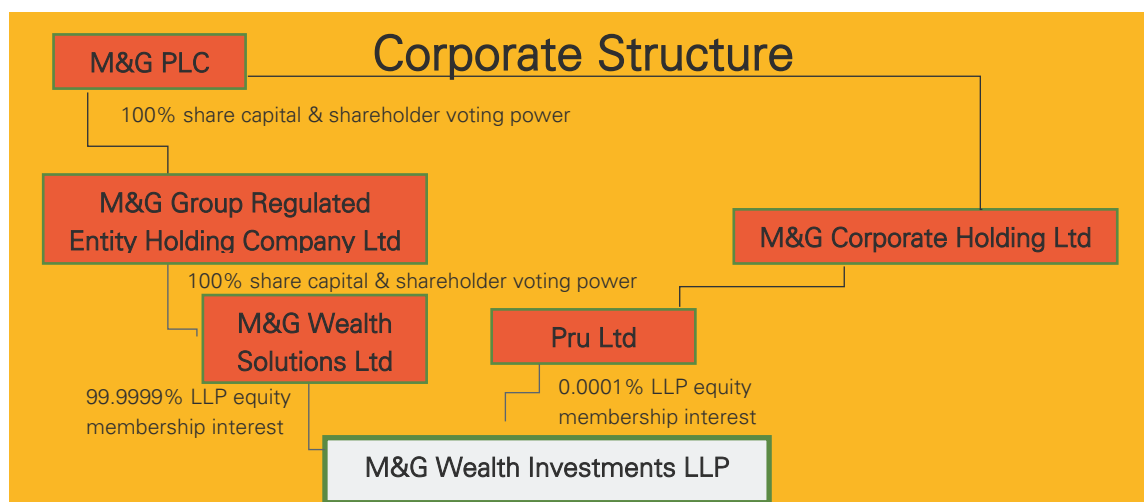 Corporate Structure
M&G PLC
100% share capital & shareholder voting power
M&G Group Regulated
Entity Holding Company Ltd
M&G Corporate Holding Ltd
100% share capital & shareholder voting power
M&G Wealth
Solutions Ltd
Pru Ltd
99.9999% LLP equity
membership interest
0.0001% LLP equity
membership interest
M&G Wealth Investments LLP